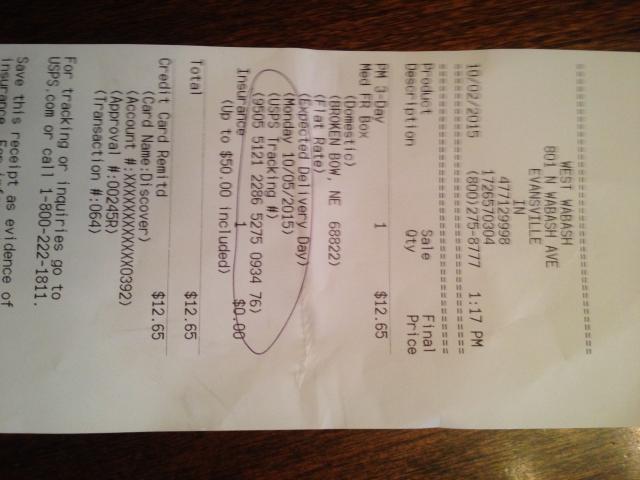 WEST WABASH
801 N WABASH AVE
EVANSVILLE
IN
477129998
1726570304
10/02/2015 (800)275-8777 1:17 PM
Product Sale Final
Description Qty Price
PM 3-Day 1 $12.65
Med FR Box
(Domestic)
(BROKEN BOW, NE 68822)
(Flat Rate)
(Expected Delivery Day)
(Monday 10/05/2015)
(USPS Tracking #)
(9505 5121 2286 5275 0934 76)
Insurance 1 $0.00
(Up to $50.00 included)
Total $12.65
Credit Card Remitd $12.65
(Card Name:Discover)
(Account #:XXXXXXXXXXXX0392)
(Approval #:00245R)
(Transaction #:064)
For tracking or inquiries go to
USPS.com or call 1-800-222-1811.
Save this receipt as evidence of
insurance. For